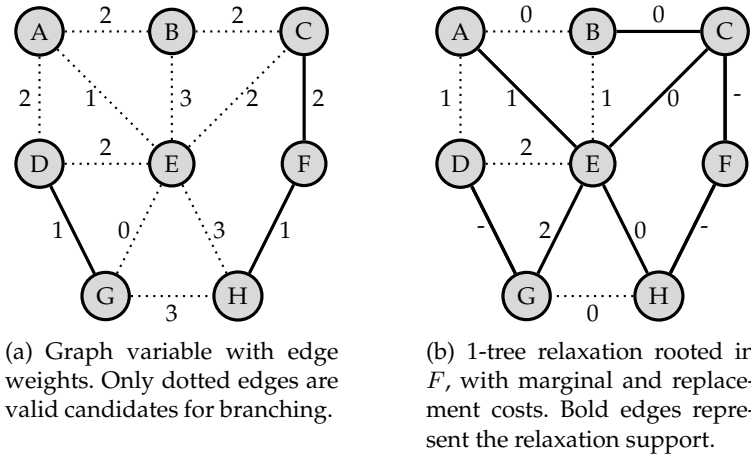 A 2 B 2 C
2 1 3 2 2
D 2 E F
1 0 3 1
G 3 H
(a) Graph variable with edge
weights. Only dotted edges are
valid candidates for branching.
A 0 B 0 C
1 1 1 0 -
D 2 E F
- 2 0 -
G 0 H
(b) 1-tree relaxation rooted in
F, with marginal and replace-
ment costs. Bold edges repre-
sent the relaxation support.